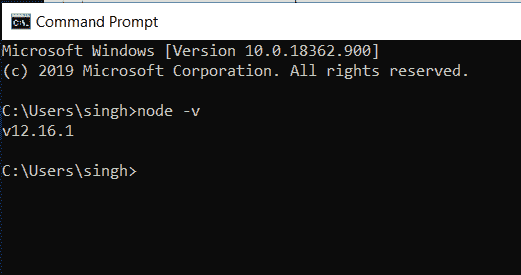 Command Prompt
Microsoft Windows [Version 10.0.18362.900]
(c) 2019 Microsoft Corporation. All rights reserved.
C:\Users\singh>node -v
v12.16.1
C:\Users\singh>